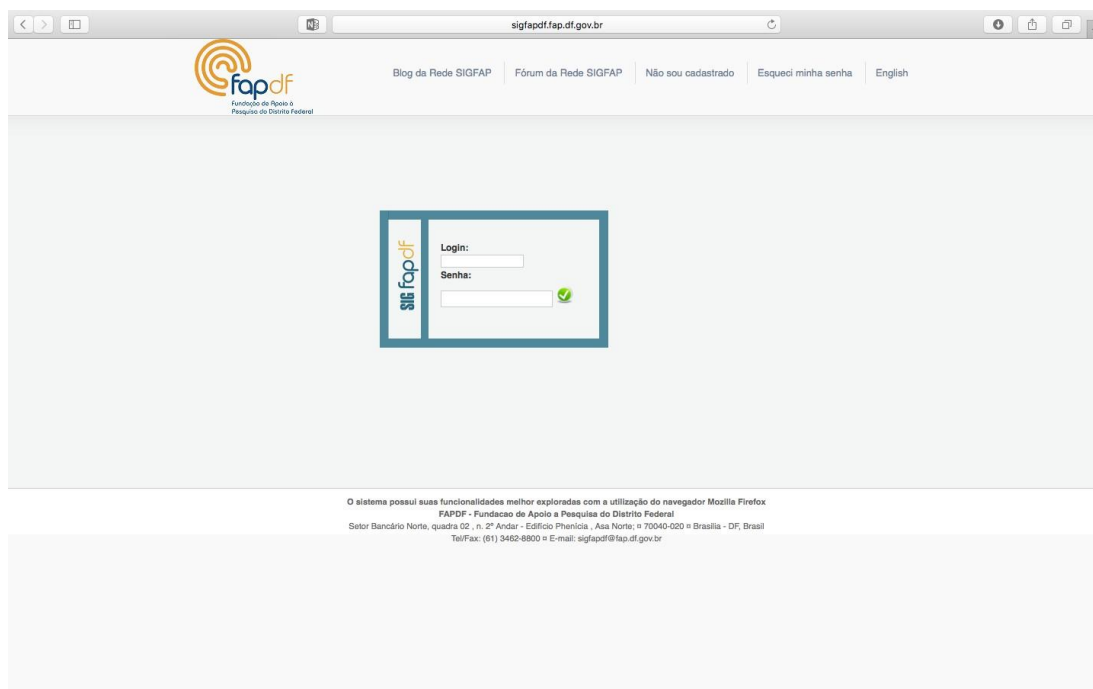 sigfapdf.fap.df.gov.br
fapdf
Fundação de Apoio à
Pesquisa do Distrito Federal
Blog da Rede SIGFAP
Fórum da Rede SIGFAP
Não sou cadastrado
Esqueci minha senha
English
SIG fapdf
Login:
Senha:
O sistema possui suas funcionalidades melhor exploradas com a utilização do navegador Mozilla Firefox
FAPDF - Fundacao de Apoio a Pesquisa do Distrito Federal
Setor Bancário Norte, quadra 02 , n. 2º Andar - Edifício Phenícia , Asa Norte; ¤ 70040-020 ¤ Brasilia - DF, Brasil
Tel/Fax: (61) 3462-8800 ¤ E-mail: sigfapdf@fap.df.gov.br